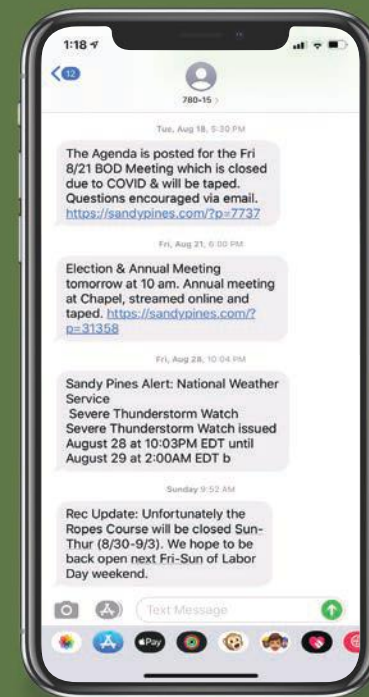 1:18
12
780-15 >
Tue, Aug 18, 5:30 PM
The Agenda is posted for the Fri
8/21 BOD Meeting which is closed
due to COVID & will be taped.
Questions encouraged via email.
https://sandypines.com/?p=7737
Fri, Aug 21, 6:00 PM
Election & Annual Meeting
tomorrow at 10 am. Annual meeting
at Chapel, streamed online and
taped. https://sandypines.com/?
p=31358
Fri, Aug 28, 10:04 PM
Sandy Pines Alert: National Weather
Service
Severe Thunderstorm Watch
Severe Thunderstorm Watch issued
August 28 at 10:03PM EDT until
August 29 at 2:00AM EDT b
Sunday 9:52 AM
Rec Update: Unfortunately the
Ropes Course will be closed Sun-
Thur (8/30-9/3). We hope to be
back open next Fri-Sun of Labor
Day weekend.
Text Message
Pay